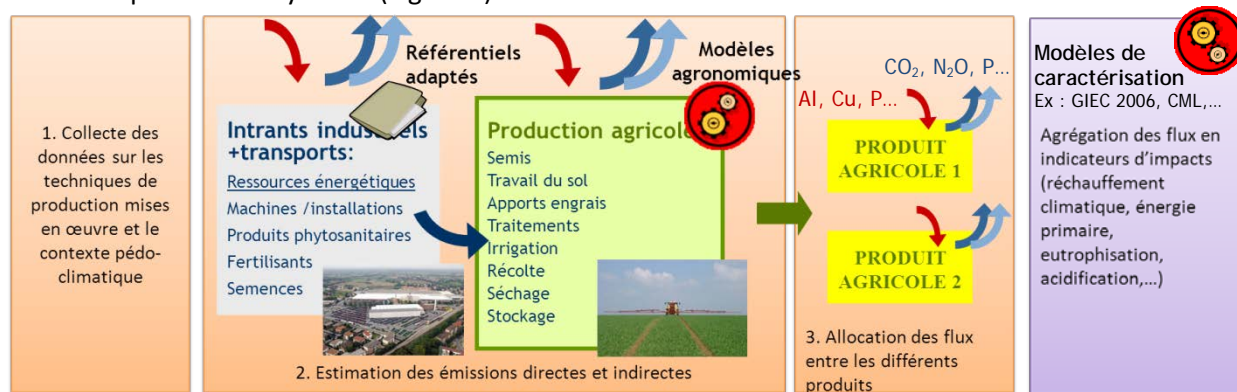 1. Collecte des
données sur les
techniques de
production mises
en œuvre et le
contexte pédo-
climatique
Référentiels
adaptés
Intrants industriels
+transports:
Ressources énergétiques
Machines /installations
Produits phytosanitaires
Fertilisants
Semences
Modèles
agronomiques
Production agricole
Semis
Travail du sol
Apports engrais
Traitements
Irrigation
Récolte
Séchage
Stockage
2. Estimation des émissions directes et indirectes
CO₂, N₂O, P...
Al, Cu, P...
PRODUIT
AGRICOLE 1
PRODUIT
AGRICOLE 2
3. Allocation des flux
entre les différents
produits
Modèles de
caractérisation
Ex : GIEC 2006, CML,...
Agrégation des flux en
indicateurs d'impacts
(réchauffement
climatique, énergie
primaire,
eutrophisation,
acidification,...)